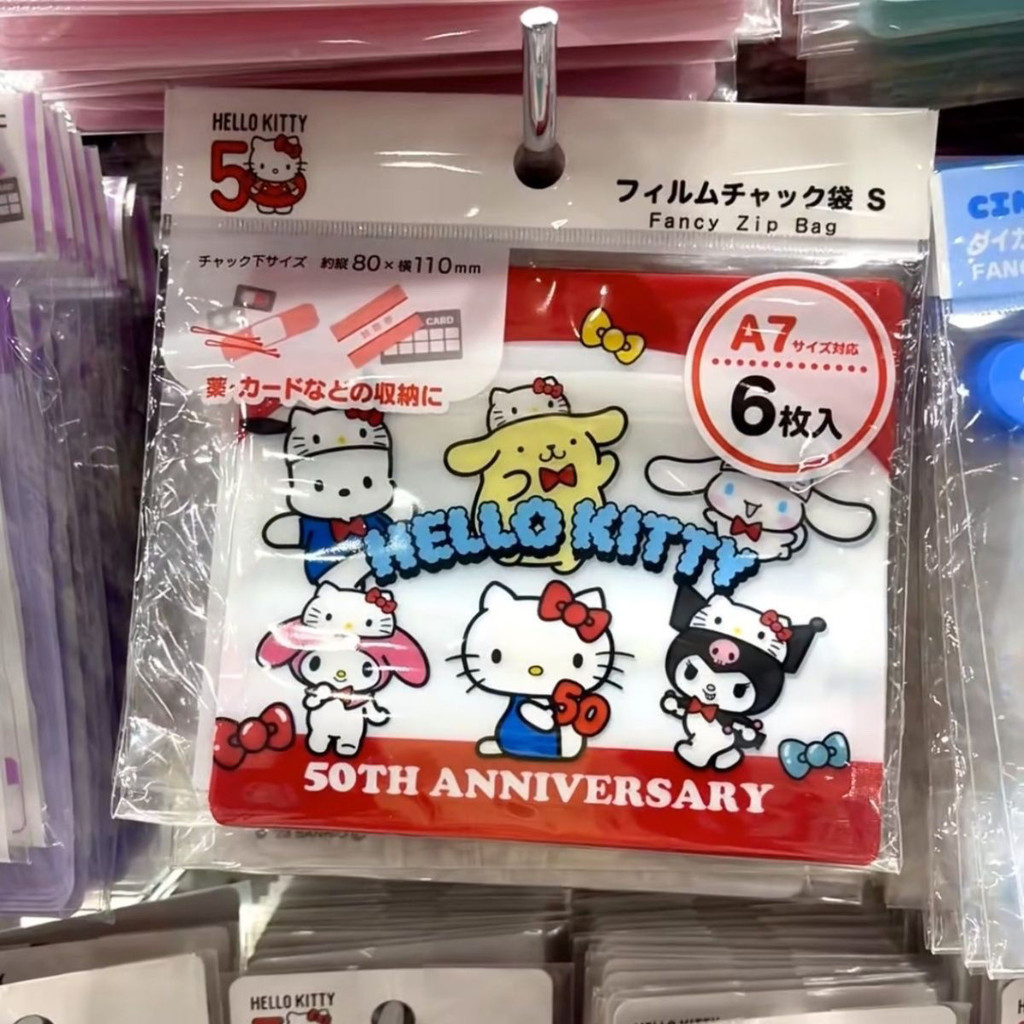 HELLO KITTY
50
フィルムチャック袋 S
Fancy Zip Bag
チャック下サイズ 約縦80×横110mm
CARD
薬・カードなどの収納に
A7サイズ対応
6枚入
HELLO KITTY
50
50TH ANNIVERSARY
HELLO KITTY